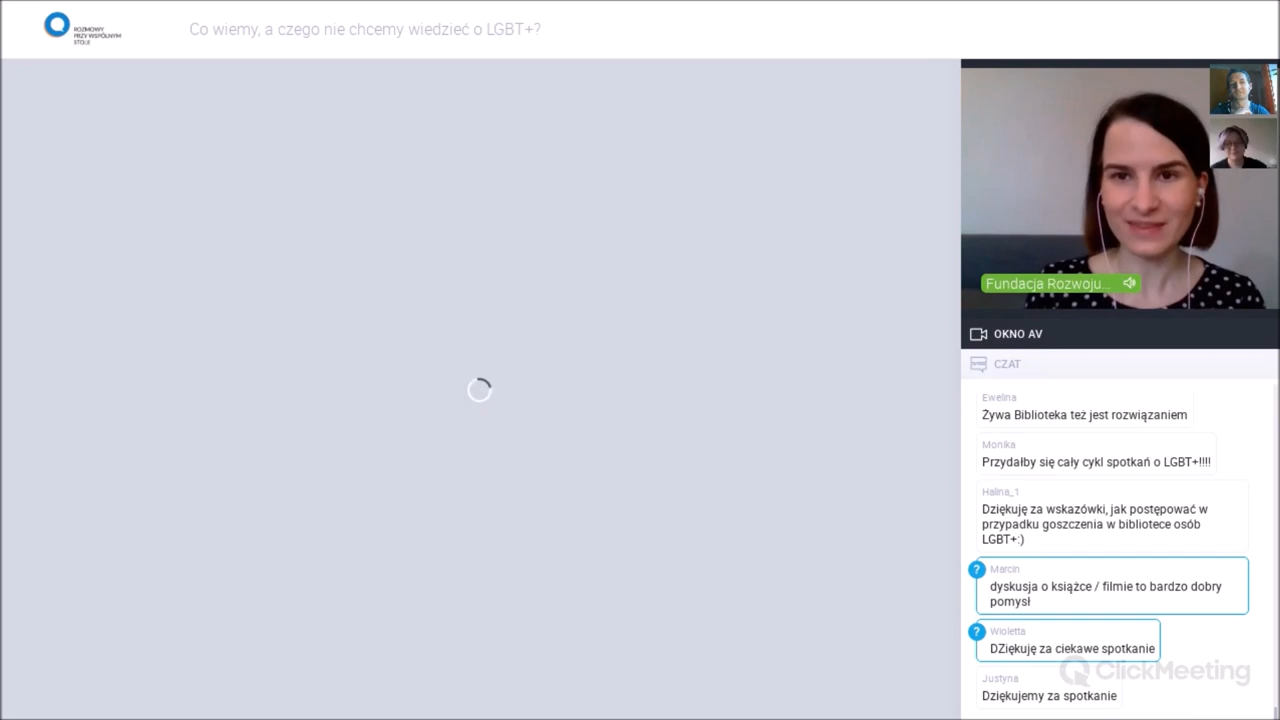 ROZMOWY
PRZY WSPÓLNYM
STOLE
Co wiemy, a czego nie chcemy wiedzieć o LGBT+?
Fundacja Rozwoju...
OKNO AV
CZAT
Ewelina
Żywa Biblioteka też jest rozwiązaniem
Monika
Przydałby się cały cykl spotkań o LGBT+!!!!
Halina_1
Dziękuję za wskazówki, jak postępować w
przypadku goszczenia w bibliotece osób
LGBT+:)
?
Marcin
dyskusja o książce / filmie to bardzo dobry
pomysł
?
Wioletta
DZiękuję za ciekawe spotkanie
ClickMeeting
Justyna
Dziękujemy za spotkanie